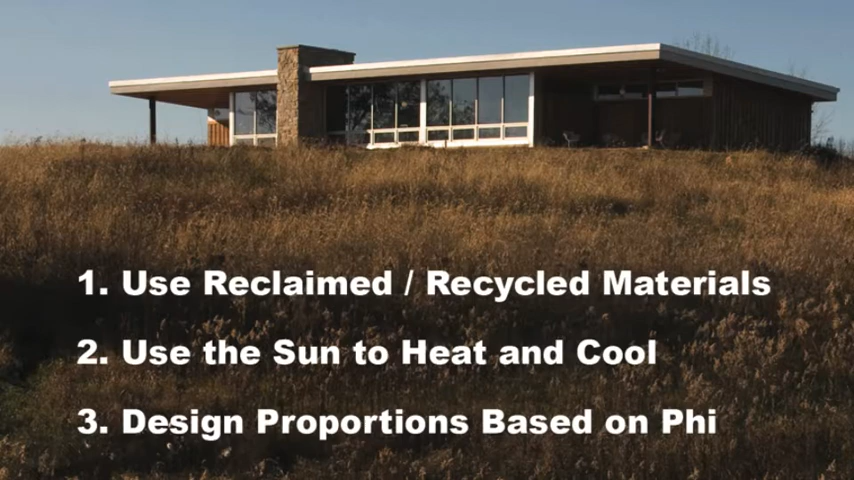 1. Use Reclaimed / Recycled Materials
2. Use the Sun to Heat and Cool
3. Design Proportions Based on Phi